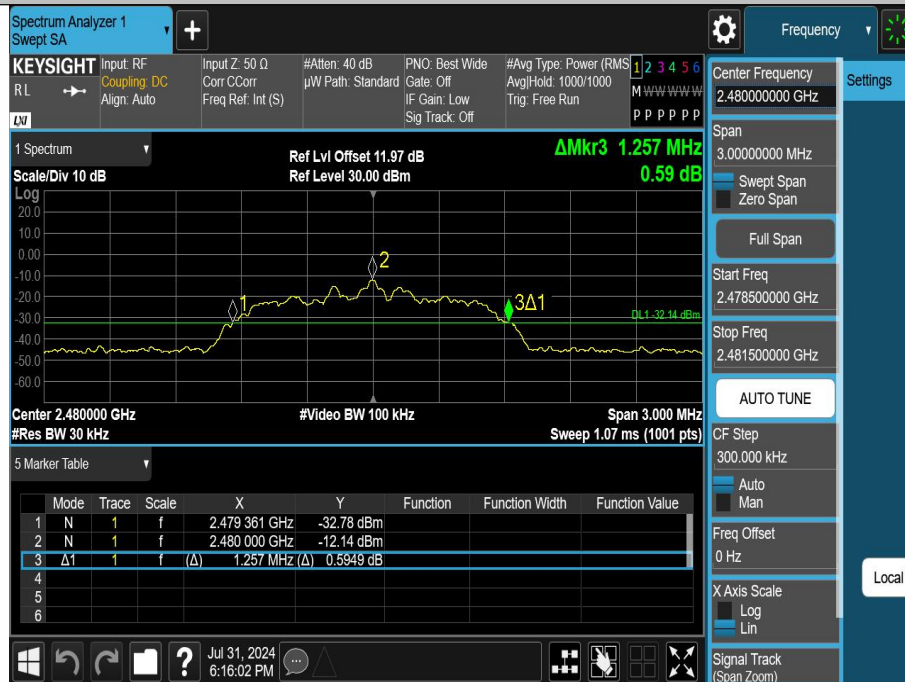 Spectrum Analyzer 1
Swept SA
+
Frequency
KEYSIGHT
RL
LXI
Input: RF
Coupling: DC
Align: Auto
Input Z: 50 Ω
Corr CCorr
Freq Ref: Int (S)
#Atten: 40 dB
µW Path: Standard
PNO: Best Wide
Gate: Off
IF Gain: Low
Sig Track: Off
#Avg Type: Power (RMS
Avg|Hold: 1000/1000
Trig: Free Run
1 2 3 4 5 6
M W W W W W
P P P P P P
1 Spectrum
Scale/Div 10 dB
Ref Lvl Offset 11.97 dB
Ref Level 30.00 dBm
ΔMkr3 1.257 MHz
0.59 dB
Log
20.0
10.0
0.00
-10.0
-20.0
-30.0
-40.0
-50.0
-60.0
1
2
3Δ1
DL1 -32.14 dBm
Center 2.480000 GHz
#Video BW 100 kHz
Span 3.000 MHz
#Res BW 30 kHz
Sweep 1.07 ms (1001 pts)
5 Marker Table
Mode Trace Scale X Y Function Function Width Function Value
1 N 1 f 2.479 361 GHz -32.78 dBm
2 N 1 f 2.480 000 GHz -12.14 dBm
3 Δ1 1 f (Δ) 1.257 MHz (Δ) 0.5949 dB
4
5
6
?
Jul 31, 2024
6:16:02 PM
Center Frequency
2.480000000 GHz
Settings
Span
3.00000000 MHz
Swept Span
Zero Span
Full Span
Start Freq
2.478500000 GHz
Stop Freq
2.481500000 GHz
AUTO TUNE
CF Step
300.000 kHz
Auto
Man
Freq Offset
0 Hz
Local
X Axis Scale
Log
Lin
Signal Track
(Span Zoom)